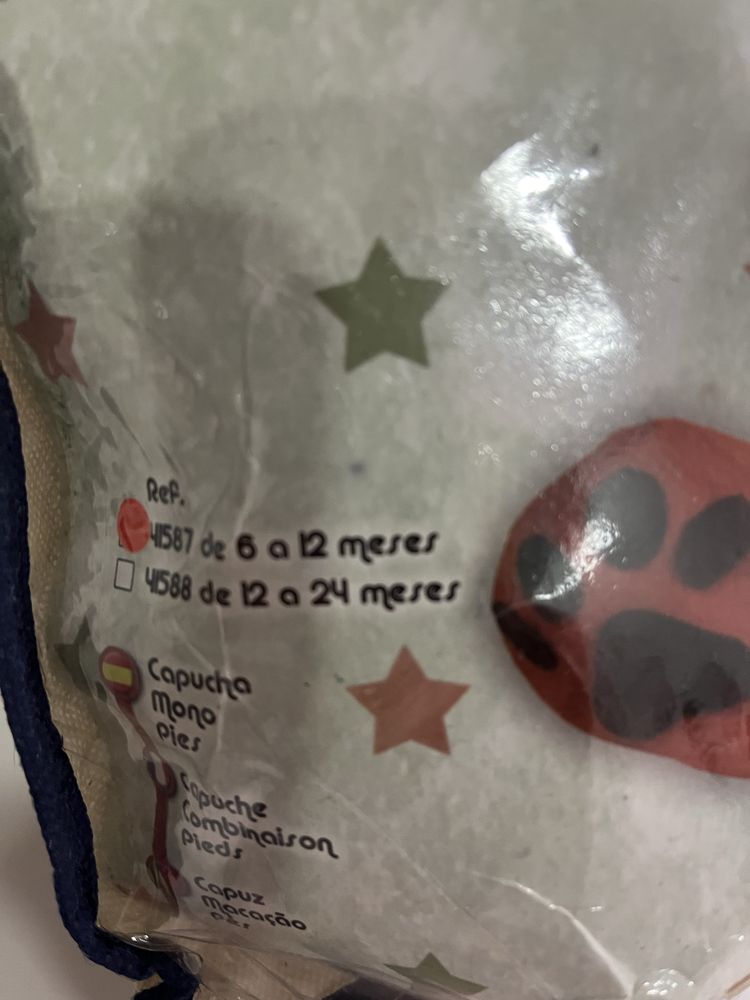 Ref.
41587 de 6 a 12 meses
41588 de 12 a 24 meses
Capucha
Mono
Pies
Capuche
Combinaison
Pieds
Capuz
Macacão
Pés